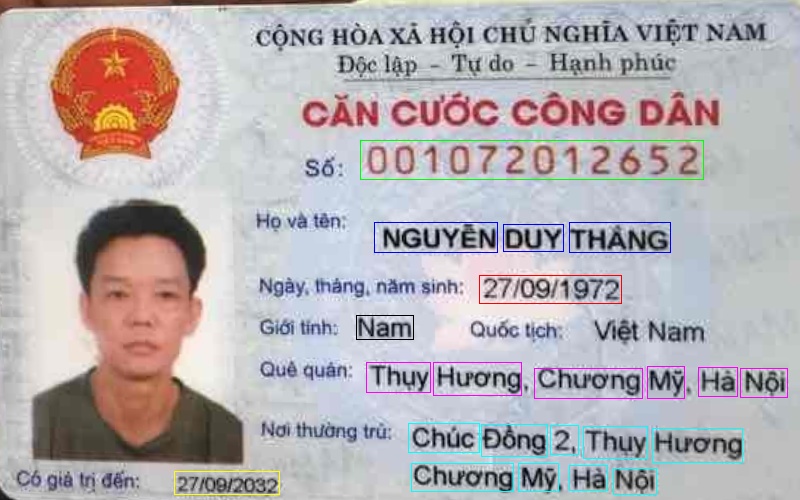 CỘNG HÒA XÃ HỘI CHỦ NGHĨA VIỆT NAM
Độc lập - Tự do - Hạnh phúc
CĂN CƯỚC CÔNG DÂN
Số: 001072012652
Họ và tên: NGUYỄN DUY THĂNG
Ngày, tháng, năm sinh: 27/09/1972
Giới tính: Nam Quốc tịch: Việt Nam
Quê quán: Thụy Hương, Chương Mỹ, Hà Nội
Nơi thường trú: Chúc Đồng 2, Thụy Hương
Chương Mỹ, Hà Nội
Có giá trị đến: 27/09/2032